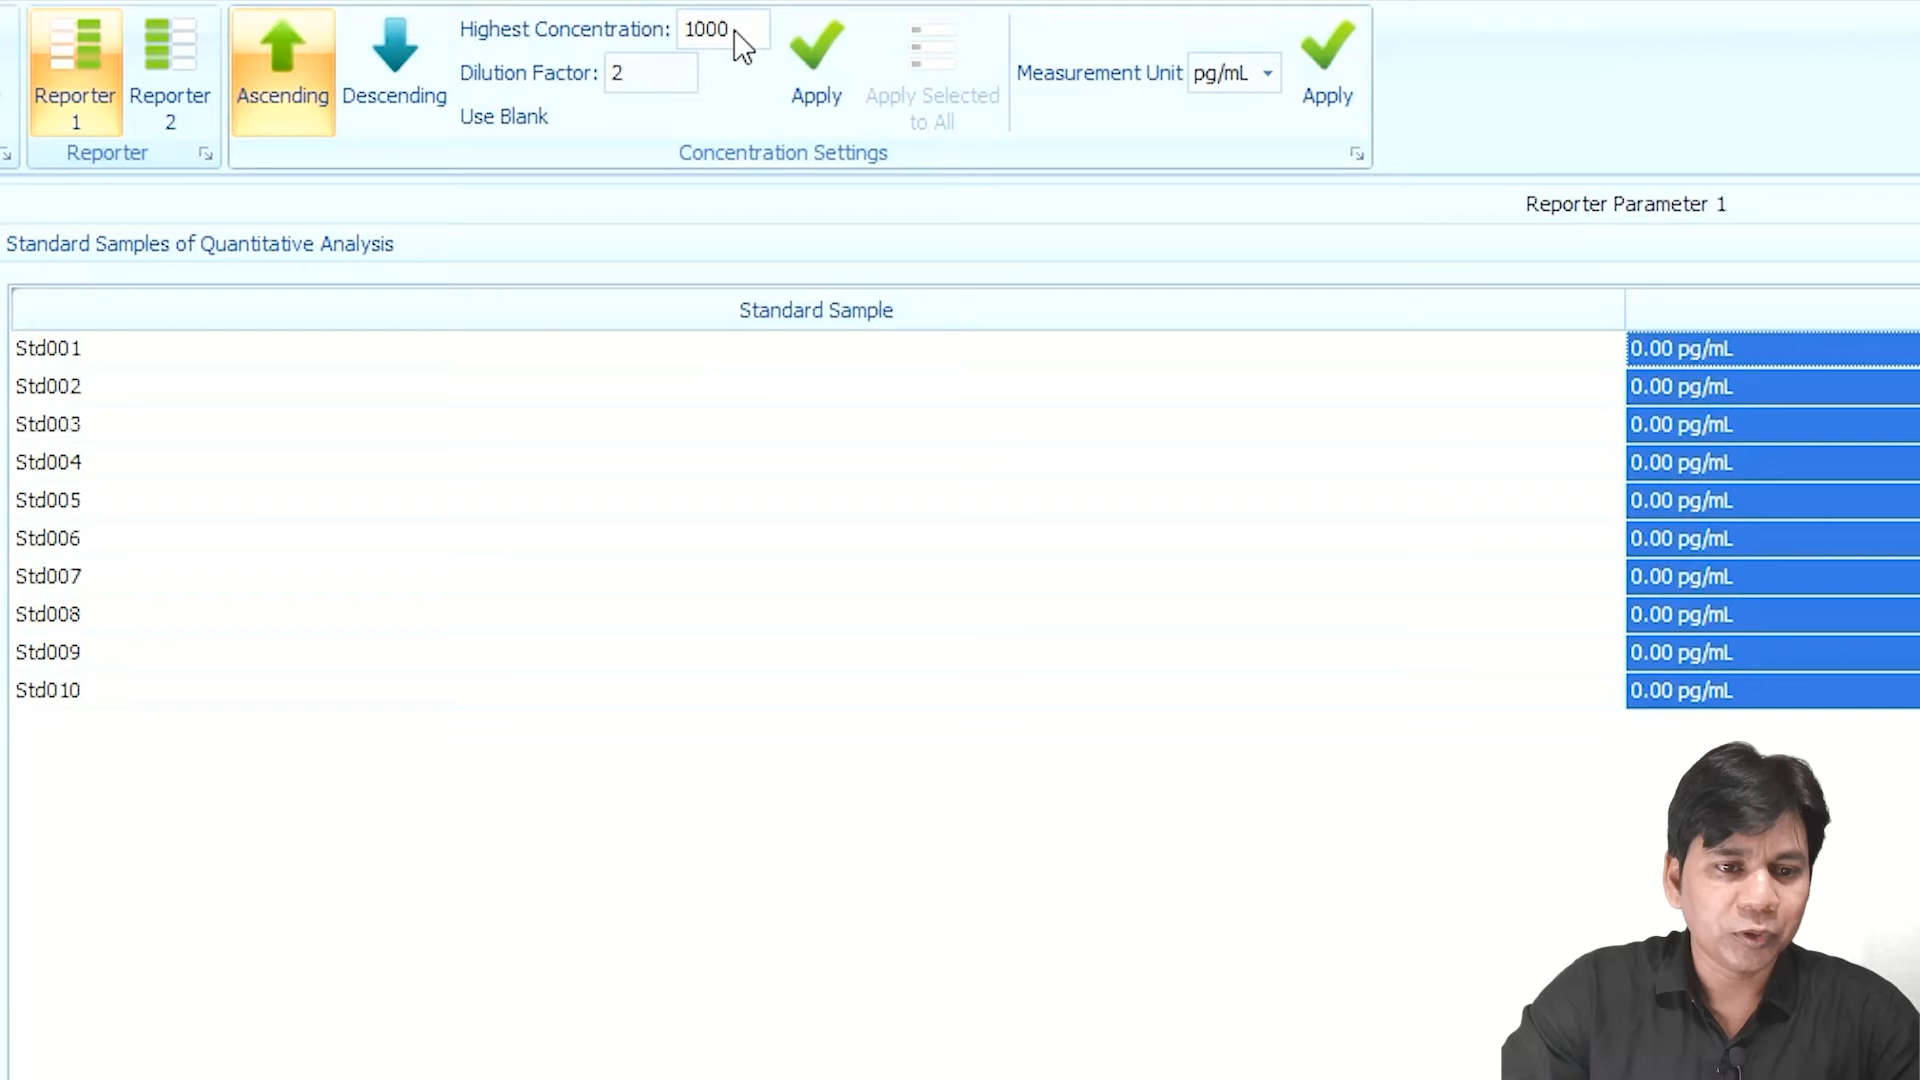 Highest Concentration: 1000
Dilution Factor: 2
Use Blank
Reporter
1
Reporter
2
Ascending
Descending
Apply
Apply Selected
to All
Measurement Unit pg/mL
Apply
Reporter
Concentration Settings
Reporter Parameter 1
Standard Samples of Quantitative Analysis
Standard Sample
Std001 0.00 pg/mL
Std002 0.00 pg/mL
Std003 0.00 pg/mL
Std004 0.00 pg/mL
Std005 0.00 pg/mL
Std006 0.00 pg/mL
Std007 0.00 pg/mL
Std008 0.00 pg/mL
Std009 0.00 pg/mL
Std010 0.00 pg/mL